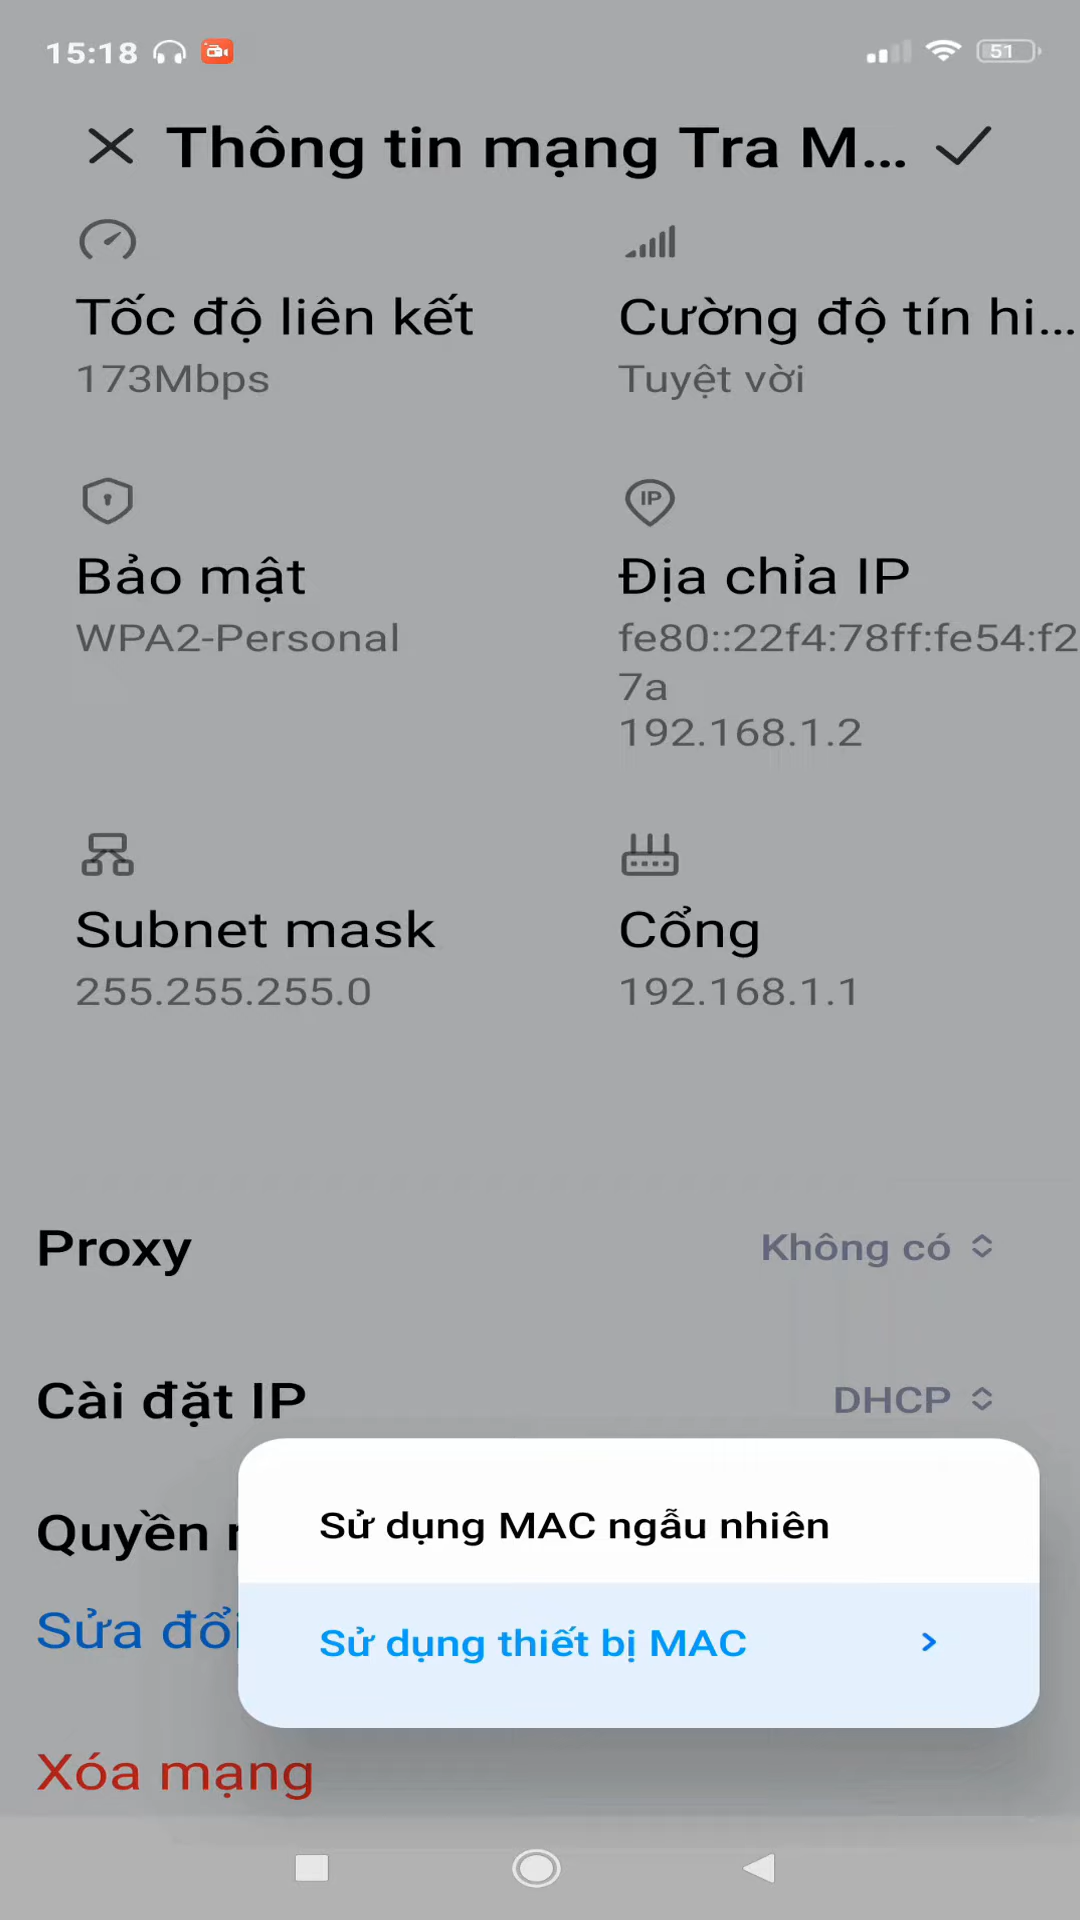 15:18
51
Thông tin mạng Tra M...
Tốc độ liên kết
173Mbps
Cường độ tín hi...
Tuyệt vời
Bảo mật
WPA2-Personal
IP
Địa chỉa IP
fe80::22f4:78ff:fe54:f2
7a
192.168.1.2
Subnet mask
255.255.255.0
Cổng
192.168.1.1
Proxy
Không có
Cài đặt IP
DHCP
Quyền
Sử dụng MAC ngẫu nhiên
Sửa đổi
Sử dụng thiết bị MAC
Xóa mạng